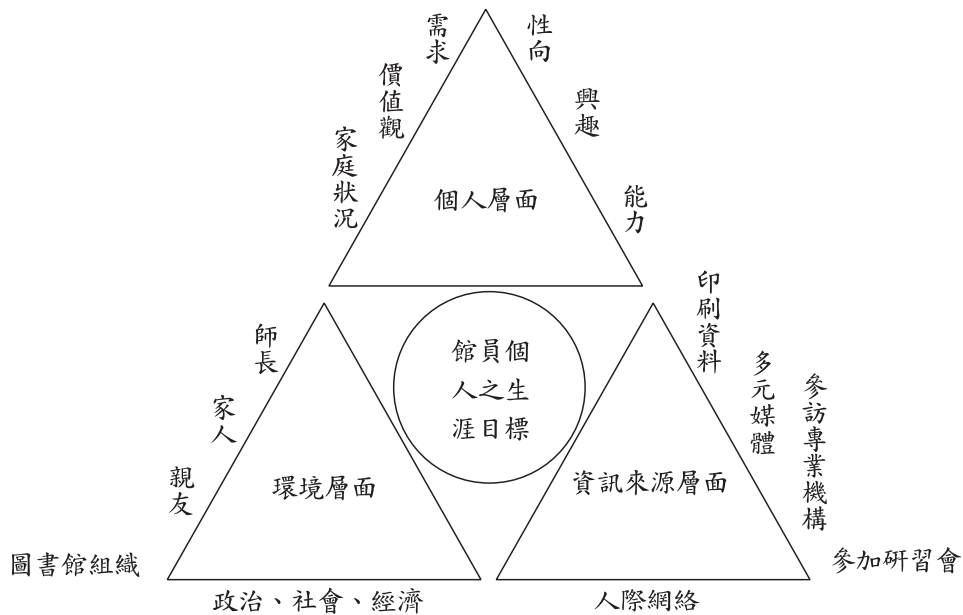 需求
性向
價值觀
興趣
家庭狀況
能力
個人層面
印刷資料
師長
館員個
人之生
涯目標
多元媒體
參訪專業機構
家人
親友
環境層面
資訊來源層面
圖書館組織
參加研習會
政治、社會、經濟
人際網絡